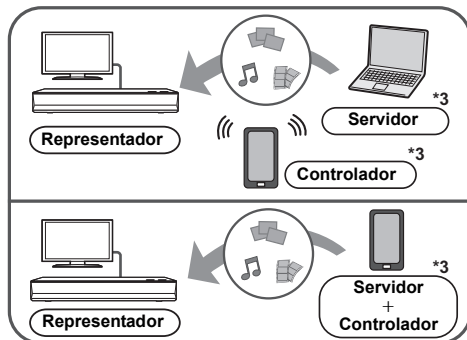 *3
Servidor
Representador
*3
Controlador
*3
Servidor
+
Controlador
Representador